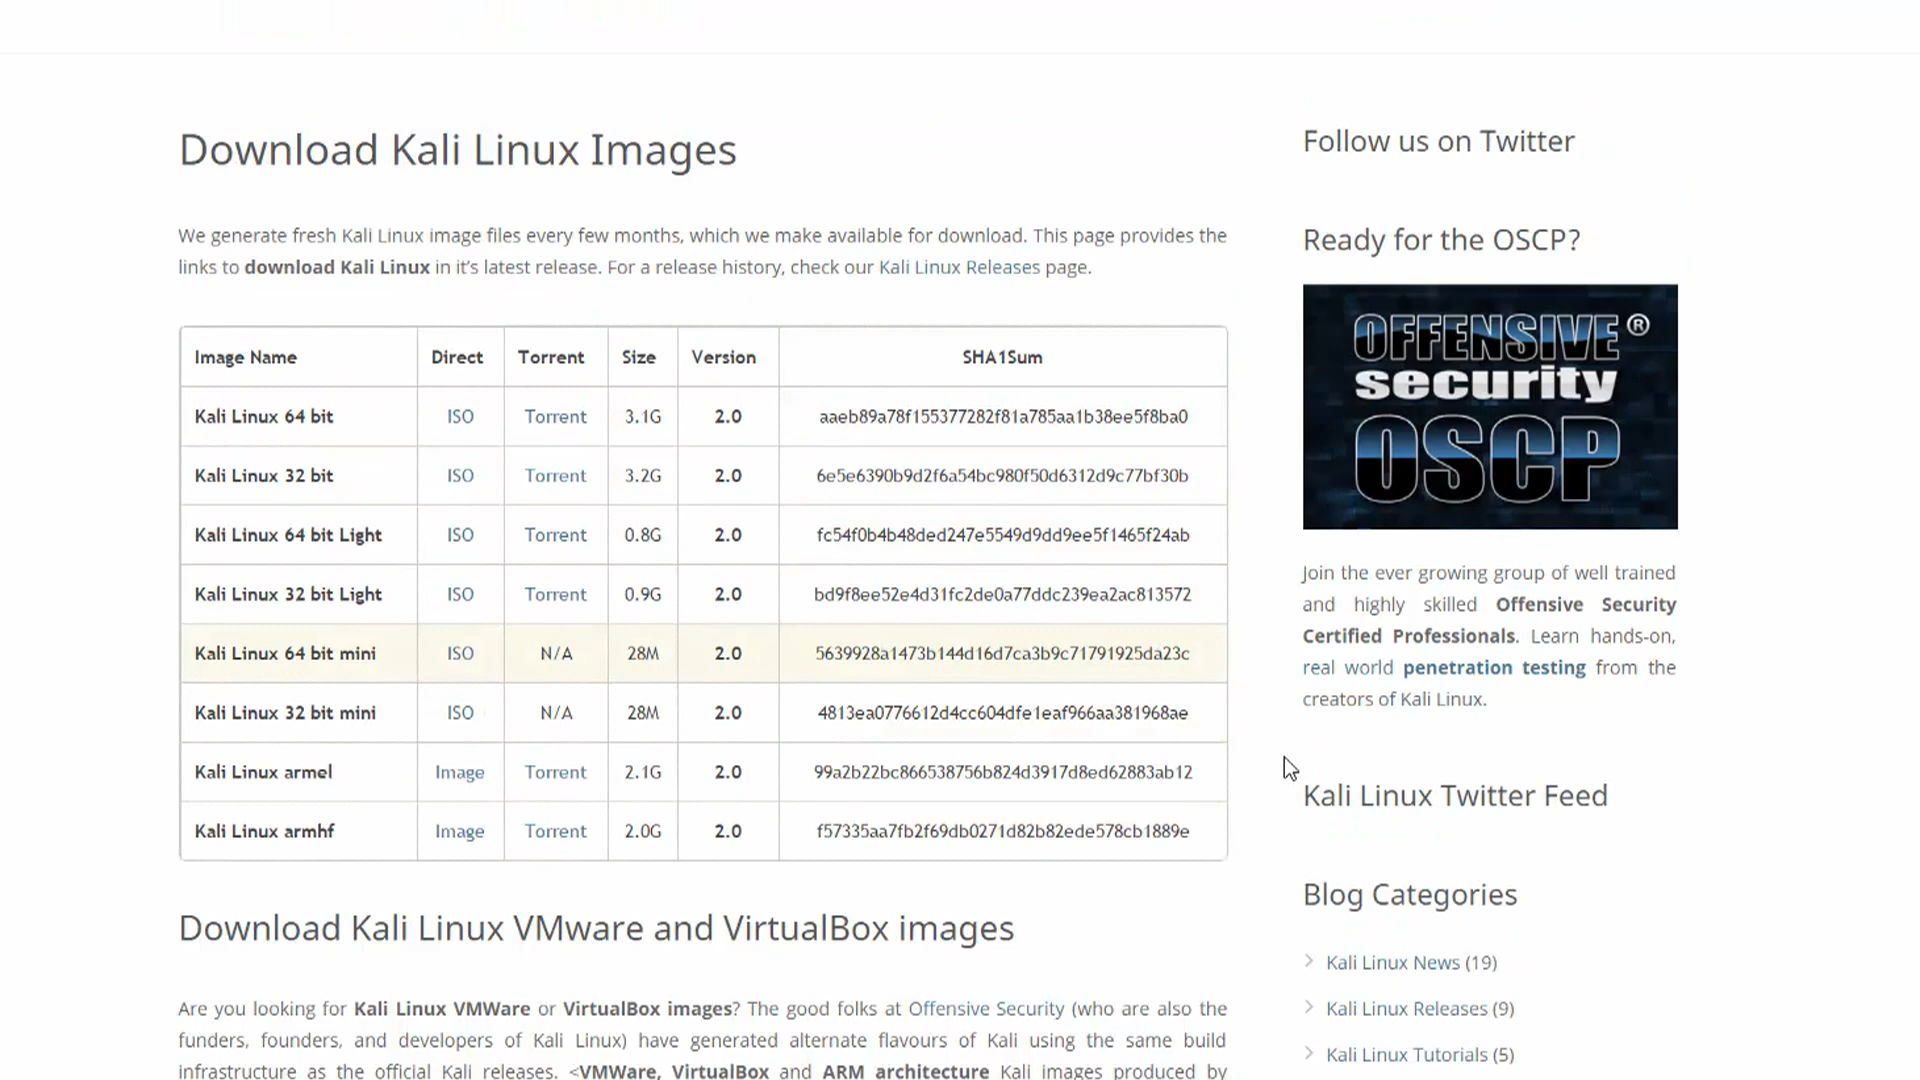 Download Kali Linux Images
We generate fresh Kali Linux image files every few months, which we make available for download. This page provides the
links to download Kali Linux in it's latest release. For a release history, check our Kali Linux Releases page.
Image Name Direct Torrent Size Version SHA1Sum
Kali Linux 64 bit ISO Torrent 3.1G 2.0 aaeb89a78f155377282f81a785aa1b38ee5f8ba0
Kali Linux 32 bit ISO Torrent 3.2G 2.0 6e5e6390b9d2f6a54bc980f50d6312d9c77bf30b
Kali Linux 64 bit Light ISO Torrent 0.8G 2.0 fc54f0b4b48ded247e5549d9dd9ee5f1465f24ab
Kali Linux 32 bit Light ISO Torrent 0.9G 2.0 bd9f8ee52e4d31fc2de0a77ddc239ea2ac813572
Kali Linux 64 bit mini ISO N/A 28M 2.0 5639928a1473b144d16d7ca3b9c71791925da23c
Kali Linux 32 bit mini ISO N/A 28M 2.0 4813ea0776612d4cc604dfe1eaf966aa381968ae
Kali Linux armel Image Torrent 2.1G 2.0 99a2b22bc866538756b824d3917d8ed62883ab12
Kali Linux armhf Image Torrent 2.0G 2.0 f57335aa7fb2f69db0271d82b82ede578cb1889e
Download Kali Linux VMware and VirtualBox images
Are you looking for Kali Linux VMWare or VirtualBox images? The good folks at Offensive Security (who are also the
funders, founders, and developers of Kali Linux) have generated alternate flavours of Kali using the same build
infrastructure as the official Kali releases. <VMWare, VirtualBox and ARM architecture Kali images produced by
Follow us on Twitter
Ready for the OSCP?
OFFENSIVE®
security
OSCP
Join the ever growing group of well trained
and highly skilled Offensive Security
Certified Professionals. Learn hands-on,
real world penetration testing from the
creators of Kali Linux.
Kali Linux Twitter Feed
Blog Categories
Kali Linux News (19)
Kali Linux Releases (9)
Kali Linux Tutorials (5)